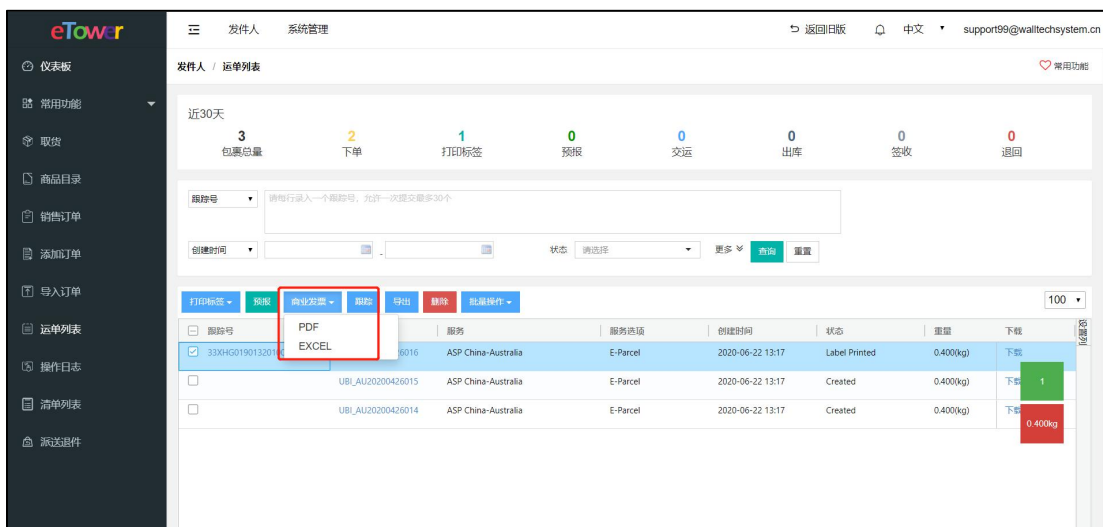 eTower
发件人 系统管理 返回旧版 中文 support99@walltechsystem.cn
仪表板
常用功能
取货
商品目录
销售订单
添加订单
导入订单
运单列表
操作日志
清单列表
派送退件
发件人 / 运单列表 常用功能
近30天
3 2 1 0 0 0 0 0
包裹总量 下单 打印标签 预报 交运 出库 签收 退回
跟踪号 请每行录入一个跟踪号，允许一次提交最多30个
创建时间 - 状态 请选择 更多 查询 重置
打印标签 预报 商业发票 跟踪 导出 删除 批量操作 100
PDF
EXCEL
跟踪号 服务 服务选项 创建时间 状态 重量 下载 设置列
33XHG0190132010 6016 ASP China-Australia E-Parcel 2020-06-22 13:17 Label Printed 0.400(kg) 下载
UBI_AU20200426015 ASP China-Australia E-Parcel 2020-06-22 13:17 Created 0.400(kg) 下载 1
UBI_AU20200426014 ASP China-Australia E-Parcel 2020-06-22 13:17 Created 0.400(kg) 下载
0.400kg